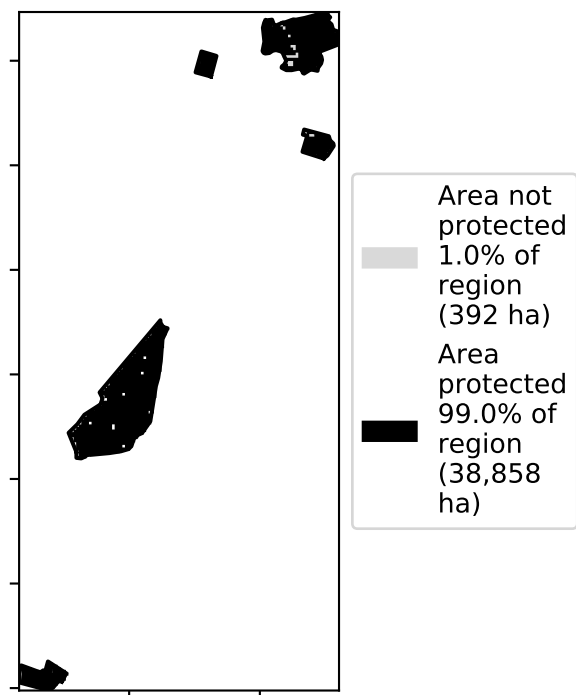 Area not
protected
1.0% of
region
(392 ha)
Area
protected
99.0% of
region
(38,858
ha)